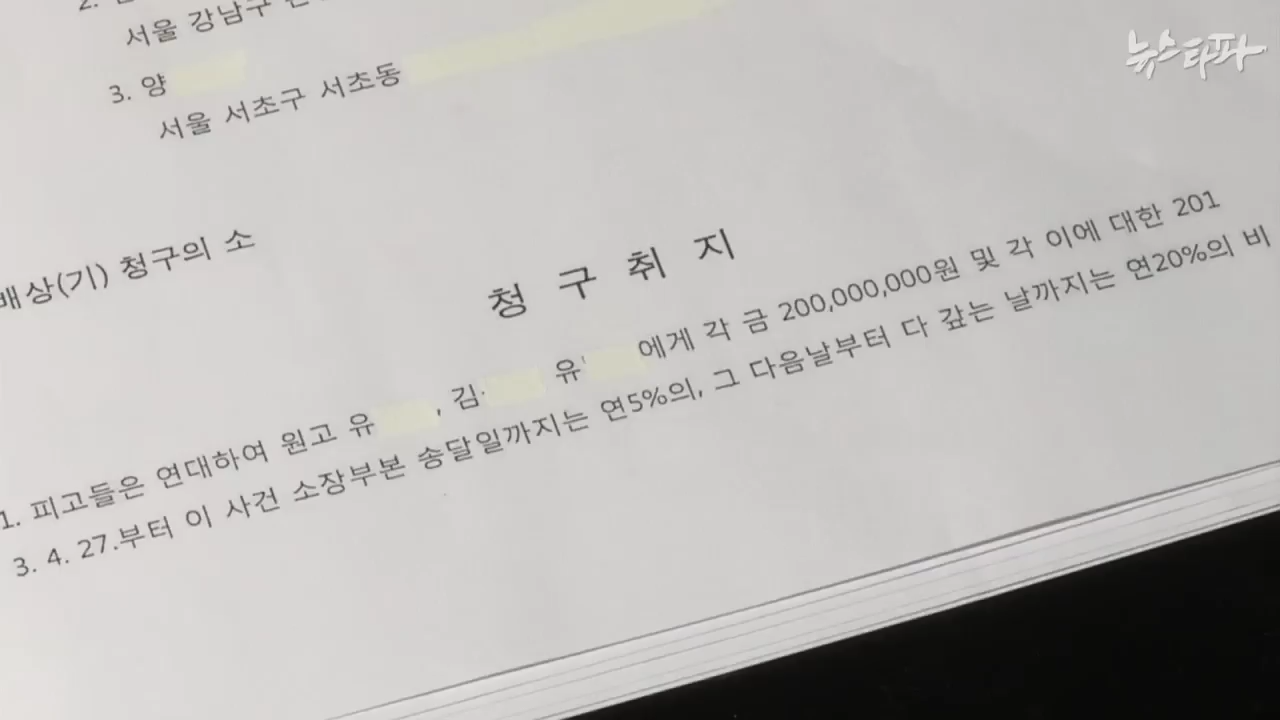 2.
서울 강남구
3. 양
서울 서초구 서초동
뉴스타파
배상(기) 청구의 소
청 구 취 지
1. 피고들은 연대하여 원고 유 , 김 유 에게 각 금 200,000,000원 및 각 이에 대한 201
3. 4. 27.부터 이 사건 소장부본 송달일까지는 연5%의, 그 다음날부터 다 갚는 날까지는 연20%의 비